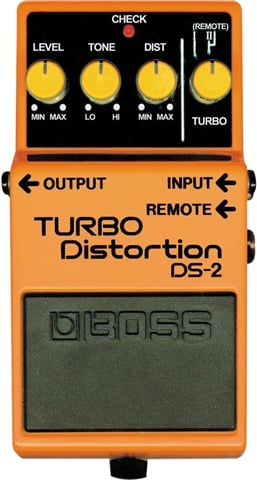 CHECK
(REMOTE)
I II
LEVEL TONE DIST
MIN MAX LO HI MIN MAX TURBO
OUTPUT INPUT
REMOTE
TURBO
Distortion
DS-2
BOSS